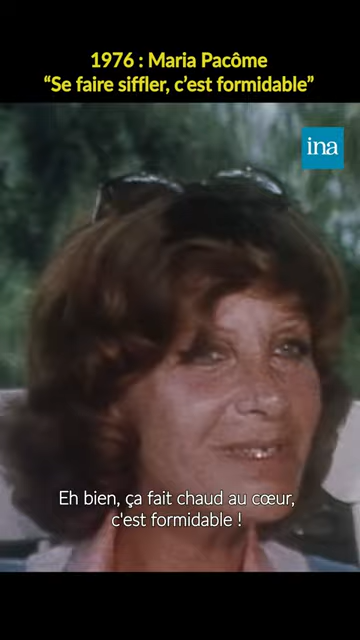 1976 : Maria Pacôme
“Se faire siffler, c’est formidable”
ina
Eh bien, ça fait chaud au cœur,
c'est formidable !